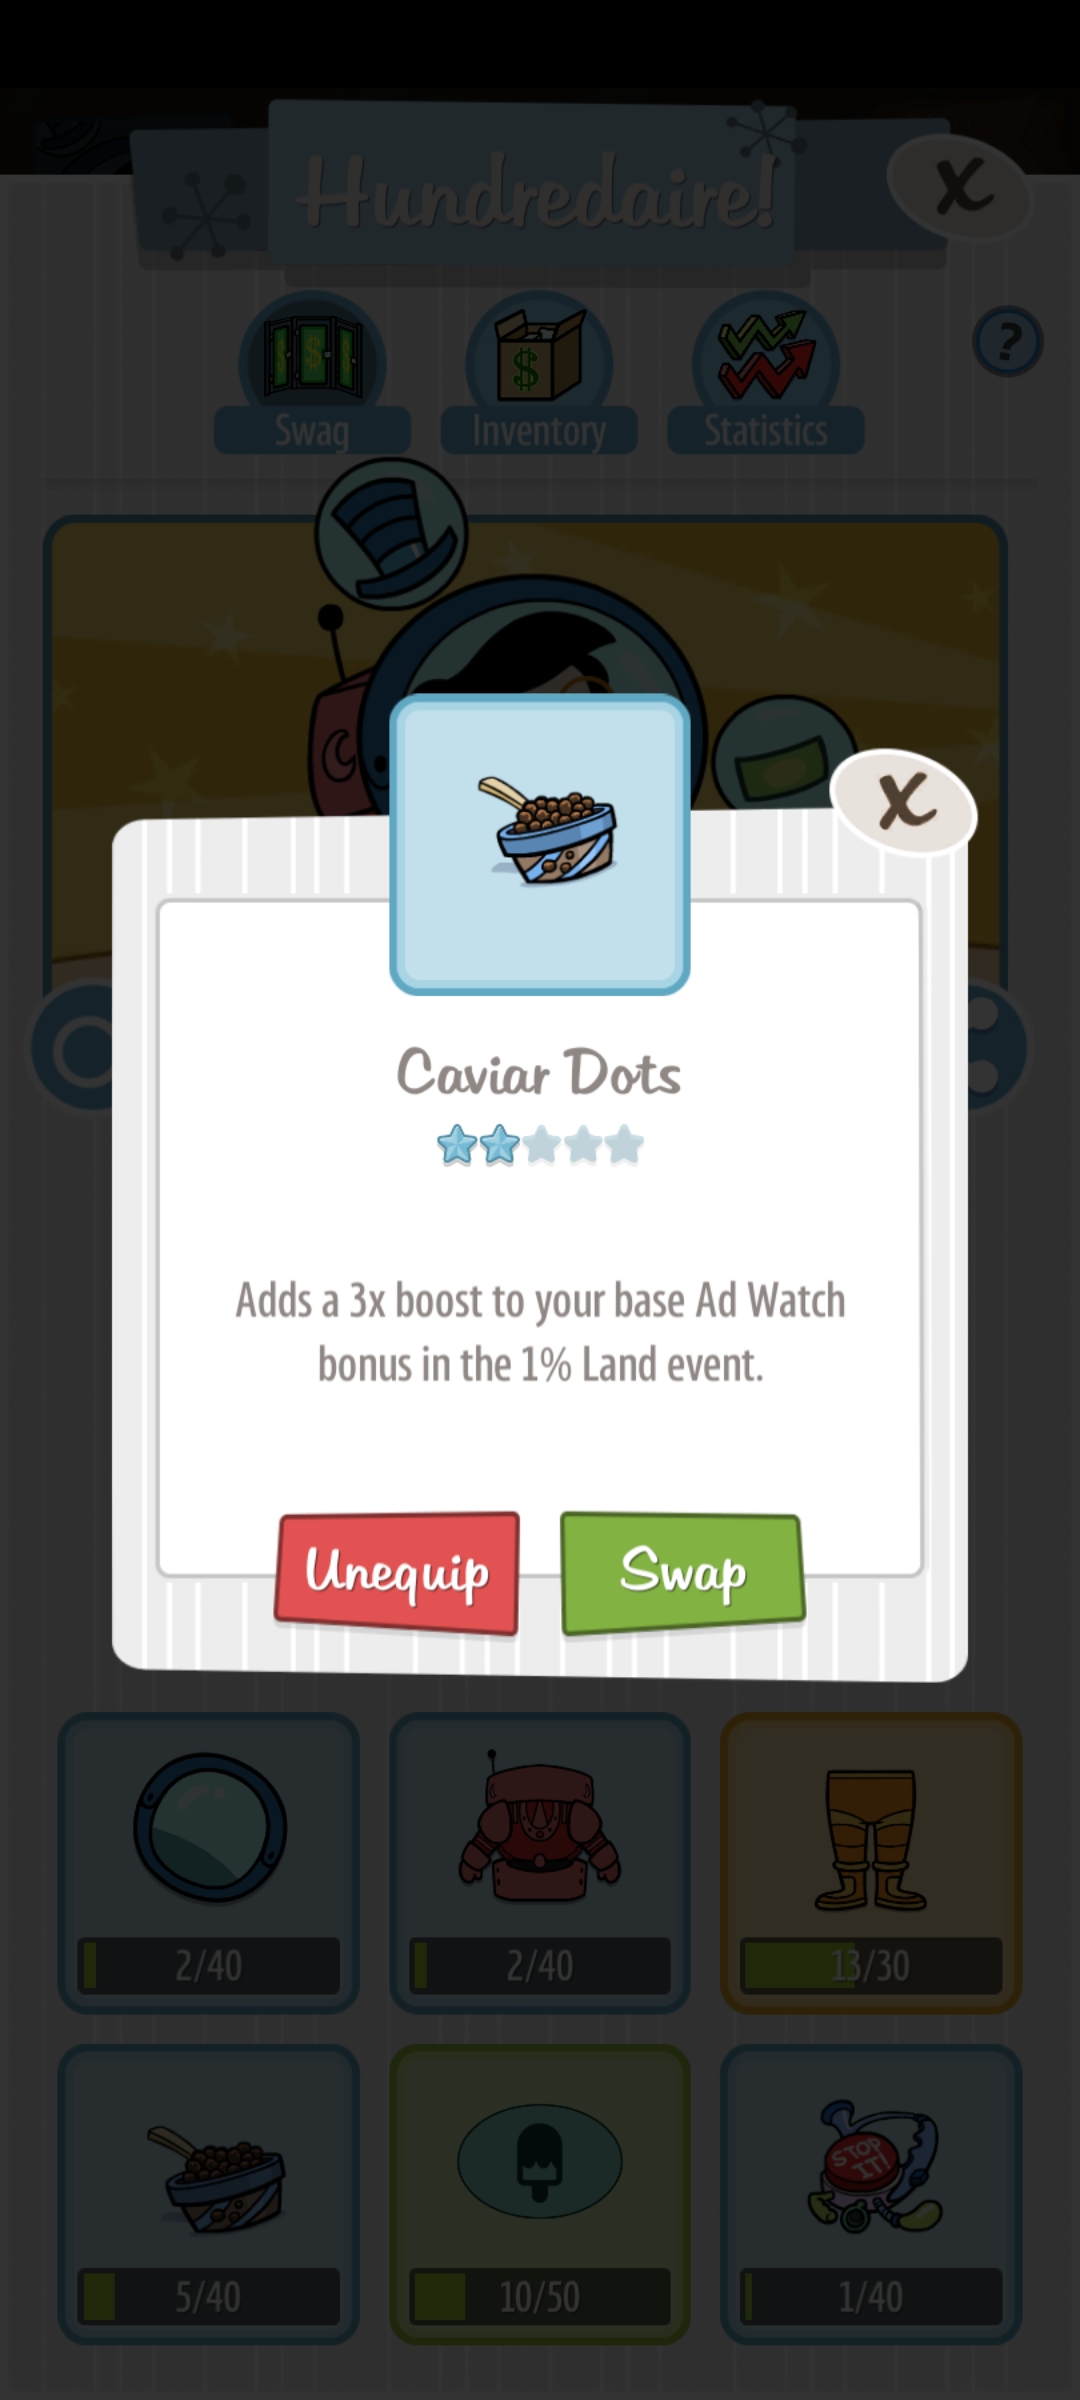 Hundredaire!
X
?
$ $ $
$
Swag
Inventory
Statistics
X
Caviar Dots
Adds a 3x boost to your base Ad Watch
bonus in the 1% Land event.
Unequip
Swap
2/40
2/40
13/30
STOP
IT!
5/40
10/50
1/40